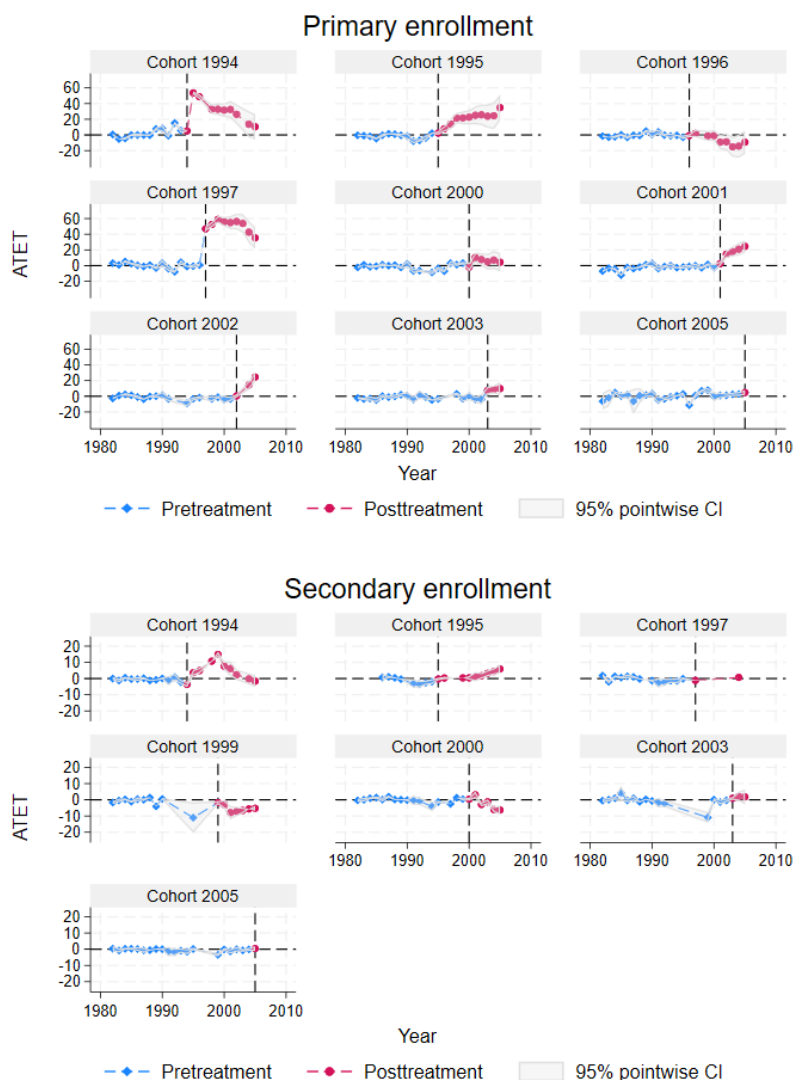 Primary enrollment
Cohort 1994 Cohort 1995 Cohort 1996
60
40
20
0
-20
Cohort 1997 Cohort 2000 Cohort 2001
60
40
20
0
-20
ATET
Cohort 2002 Cohort 2003 Cohort 2005
60
40
20
0
-20
1980 1990 2000 2010 1980 1990 2000 2010 1980 1990 2000 2010
Year
Pretreatment Posttreatment 95% pointwise CI
Secondary enrollment
Cohort 1994 Cohort 1995 Cohort 1997
20
10
0
-10
-20
Cohort 1999 Cohort 2000 Cohort 2003
20
10
0
-10
-20
ATET
1980 1990 2000 2010 1980 1990 2000 2010
Cohort 2005
20
10
0
-10
-20
1980 1990 2000 2010
Year
Pretreatment Posttreatment 95% pointwise CI